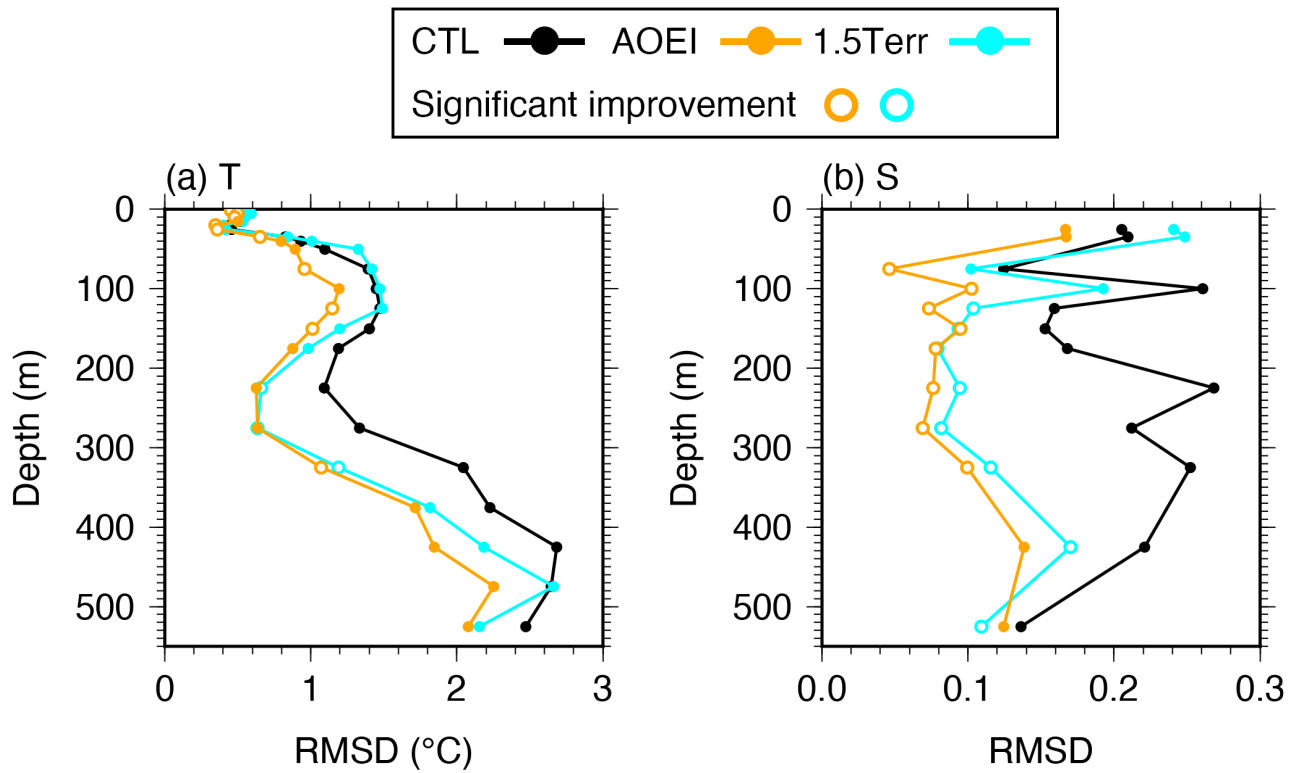 CTL AOEI 1.5Terr
Significant improvement
(a) T
(b) S
0
100
200
300
400
500
Depth (m)
0 1 2 3
RMSD (°C)
0
100
200
300
400
500
Depth (m)
0.0 0.1 0.2 0.3
RMSD